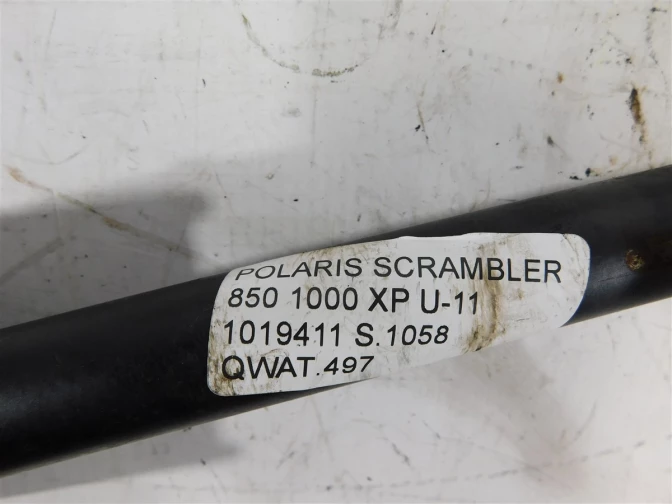 POLARIS SCRAMBLER
850 1000 XP U-11
1019411 S.1058
QWAT.497